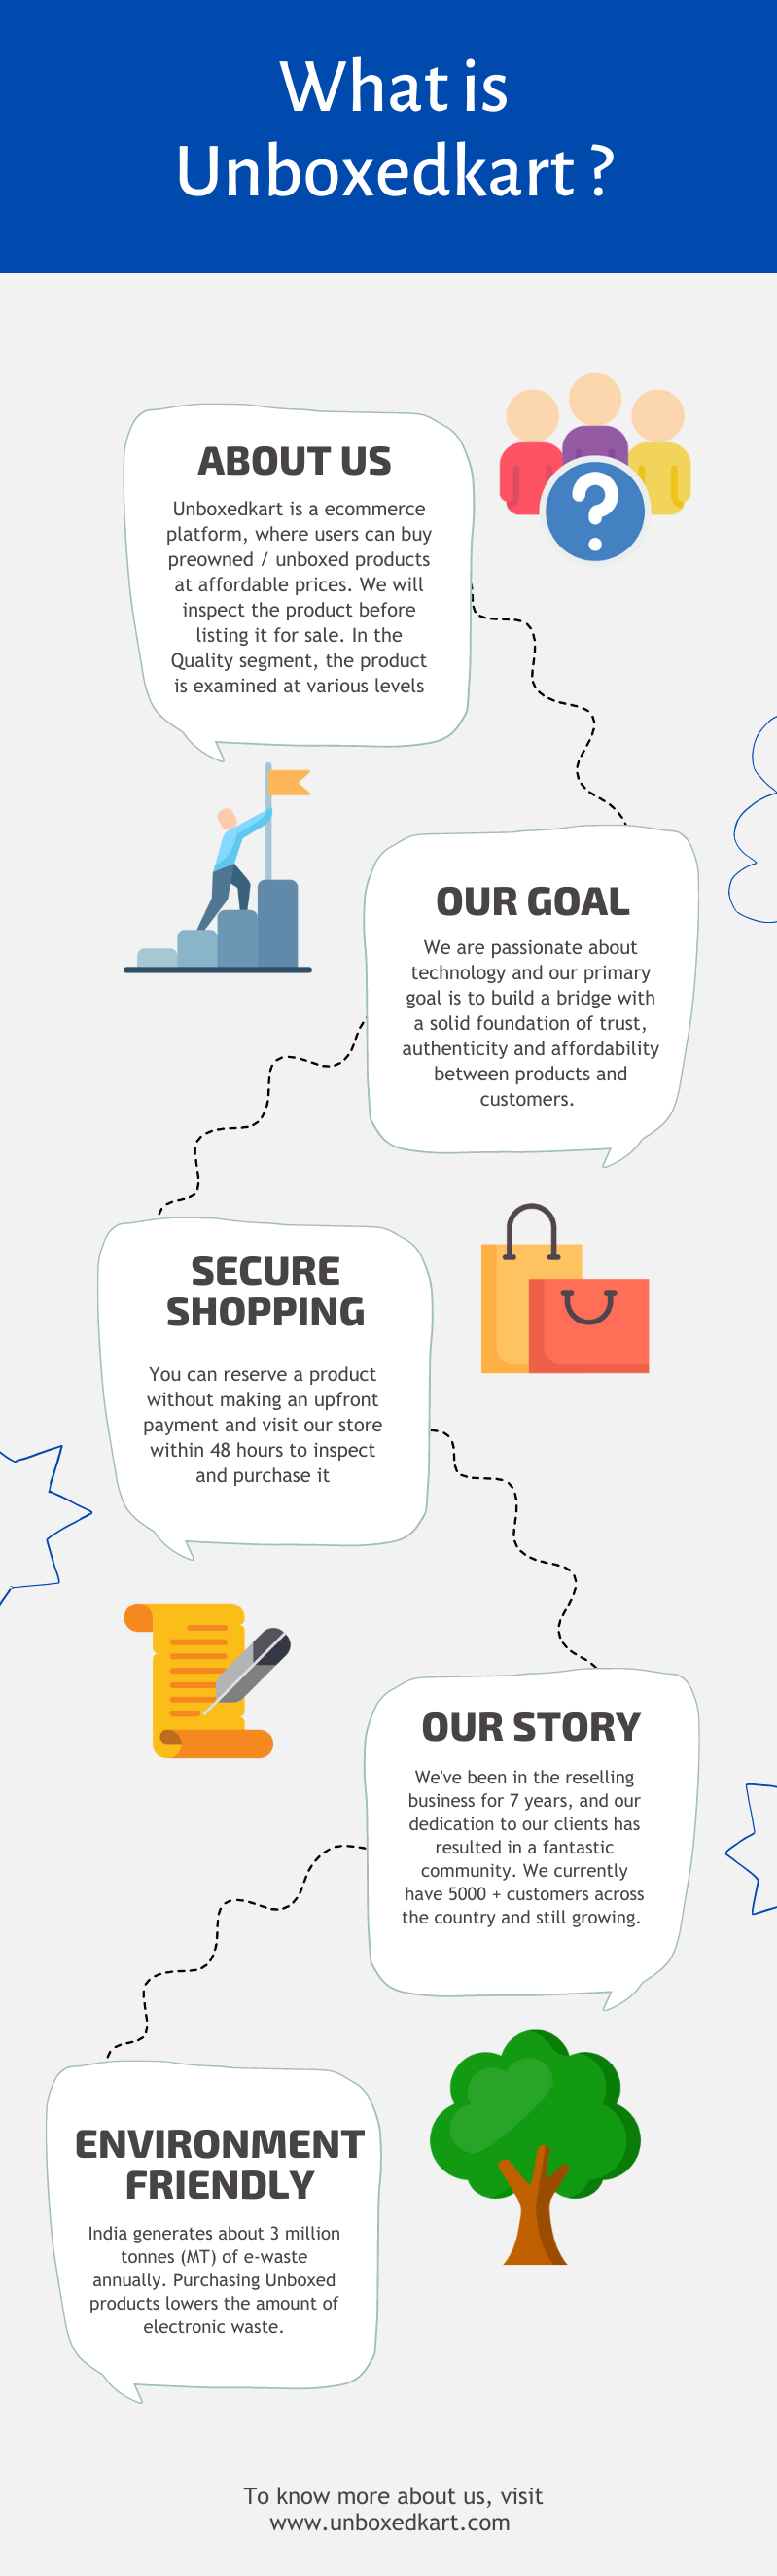 What is
Unboxedkart ?
ABOUT US
Unboxedkart is a ecommerce
platform, where users can buy
preowned / unboxed products
at affordable prices. We will
inspect the product before
listing it for sale. In the
Quality segment, the product
is examined at various levels
OUR GOAL
We are passionate about
technology and our primary
goal is to build a bridge with
a solid foundation of trust,
authenticity and affordability
between products and
customers.
SECURE
SHOPPING
You can reserve a product
without making an upfront
payment and visit our store
within 48 hours to inspect
and purchase it
OUR STORY
We've been in the reselling
business for 7 years, and our
dedication to our clients has
resulted in a fantastic
community. We currently
have 5000 + customers across
the country and still growing.
ENVIRONMENT
FRIENDLY
India generates about 3 million
tonnes (MT) of e-waste
annually. Purchasing Unboxed
products lowers the amount of
electronic waste.
To know more about us, visit
www.unboxedkart.com